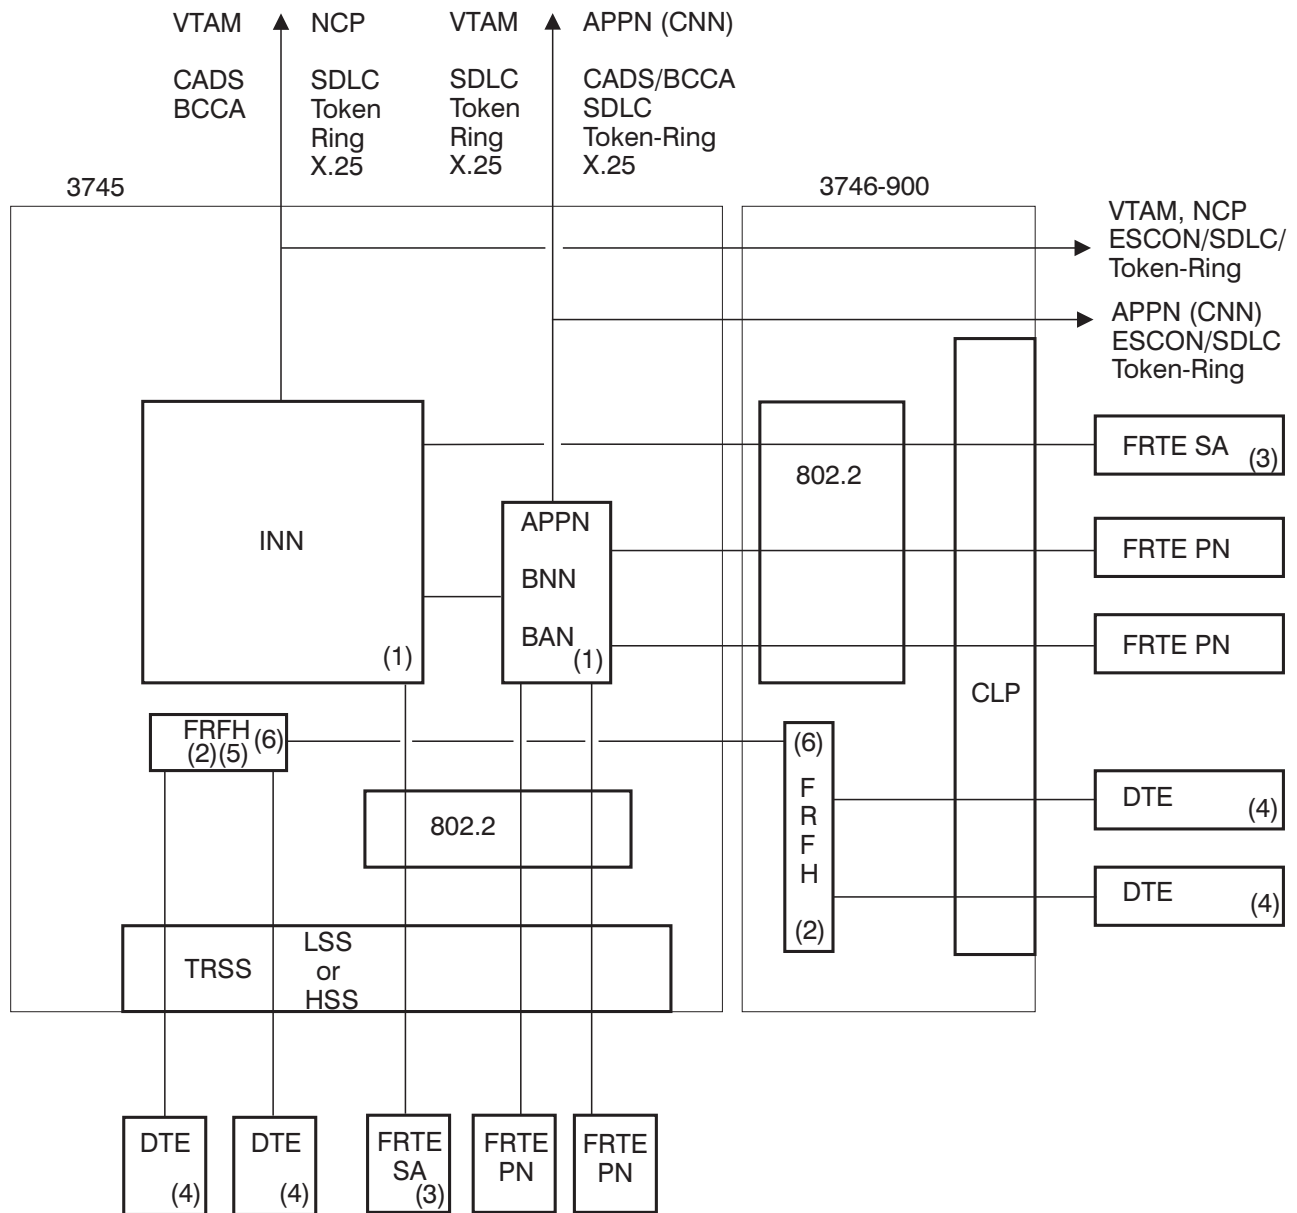 VTAM NCP VTAM APPN (CNN)
CADS SDLC SDLC CADS/BCCA
BCCA Token Token SDLC
Ring Ring Token-Ring
X.25 X.25 X.25
3745 3746-900
VTAM, NCP
ESCON/SDLC/
Token-Ring
APPN (CNN)
ESCON/SDLC
Token-Ring
INN
(1)
APPN
BNN
BAN
(1)
802.2
CLP
FRTE SA (3)
FRTE PN
FRTE PN
FRFH (6)
(2)(5)
802.2
(6)
F
R
F
H
(2)
DTE (4)
DTE (4)
TRSS
LSS
or
HSS
DTE
(4)
DTE
(4)
FRTE
SA
(3)
FRTE
PN
FRTE
PN